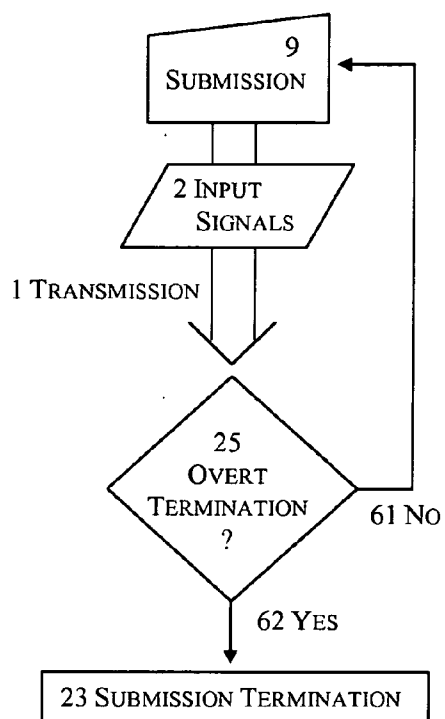 9
SUBMISSION
2 INPUT
SIGNALS
1 TRANSMISSION
25
OVERT
TERMINATION
?
61 NO
62 YES
23 SUBMISSION TERMINATION